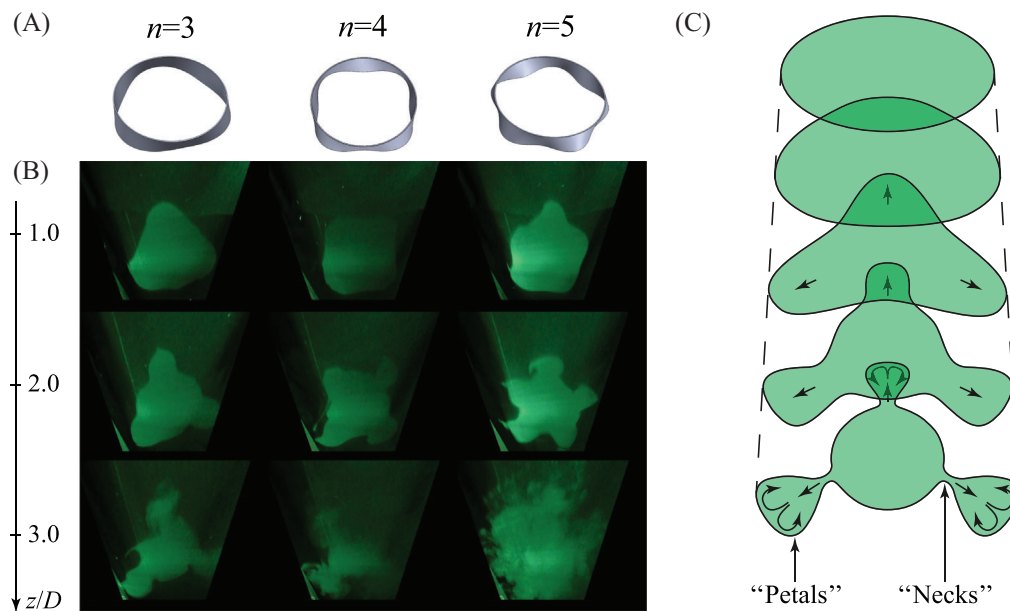 (A)
n=3 n=4 n=5
(B)
1.0
2.0
3.0
z/D
(C)
“Petals” “Necks”